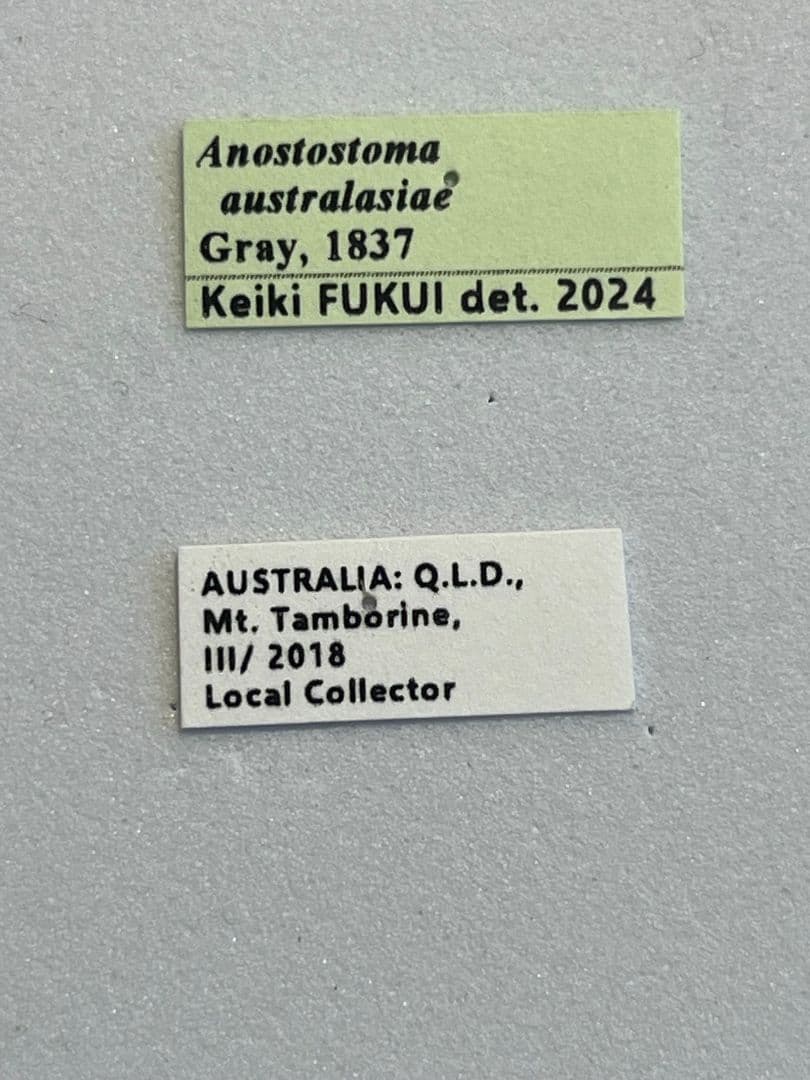 Anostostoma
australasiae
Gray, 1837
Keiki FUKUI det. 2024
AUSTRALIA: Q.L.D.,
Mt. Tamborine,
III/ 2018
Local Collector